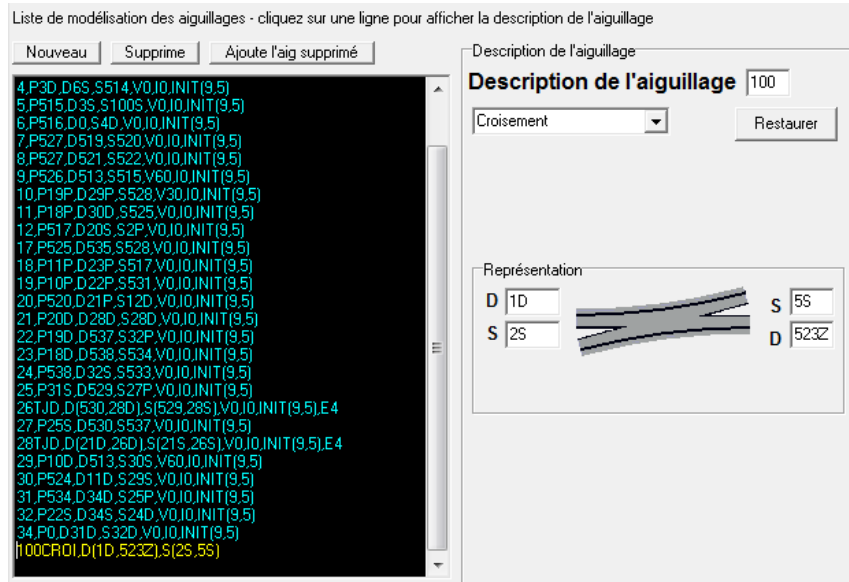 Liste de modélisation des aiguillages - cliquez sur une ligne pour afficher la description de l'aiguillage
Nouveau Supprime Ajoute l'aig supprimé
4,P3D,D6S,S514,V0,I0,INIT(9,5)
5,P515,D3S,S100S,V0,I0,INIT(9,5)
6,P516,D0,S4D,V0,I0,INIT(9,5)
7,P527,D519,S520,V0,I0,INIT(9,5)
8,P527,D521,S522,V0,I0,INIT(9,5)
9,P526,D513,S515,V60,I0,INIT(9,5)
10,P19P,D29P,S528,V30,I0,INIT(9,5)
11,P18P,D30D,S525,V0,I0,INIT(9,5)
12,P517,D20S,S2P,V0,I0,INIT(9,5)
17,P525,D535,S528,V0,I0,INIT(9,5)
18,P11P,D23P,S517,V0,I0,INIT(9,5)
19,P10P,D22P,S531,V0,I0,INIT(9,5)
20,P520,D21P,S12D,V0,I0,INIT(9,5)
21,P20D,D28D,S28D,V0,I0,INIT(9,5)
22,P19D,D537,S32P,V0,I0,INIT(9,5)
23,P18D,D538,S534,V0,I0,INIT(9,5)
24,P538,D32S,S533,V0,I0,INIT(9,5)
25,P31S,D529,S27P,V0,I0,INIT(9,5)
26TJD,D(530,28D),S(529,28S),V0,I0,INIT(9,5),E4
27,P25S,D530,S537,V0,I0,INIT(9,5)
28TJD,D(21D,26D),S(21S,26S),V0,I0,INIT(9,5),E4
29,P10D,D513,S30S,V60,I0,INIT(9,5)
30,P524,D11D,S29S,V0,I0,INIT(9,5)
31,P534,D34D,S25P,V0,I0,INIT(9,5)
32,P22S,D34S,S24D,V0,I0,INIT(9,5)
34,P0,D31D,S32D,V0,I0,INIT(9,5)
100CROI,D(1D,523Z),S(2S,5S)
Description de l'aiguillage
Description de l'aiguillage 100
Croisement Restaurer
Représentation
D 1D S 5S
S 2S D 523Z